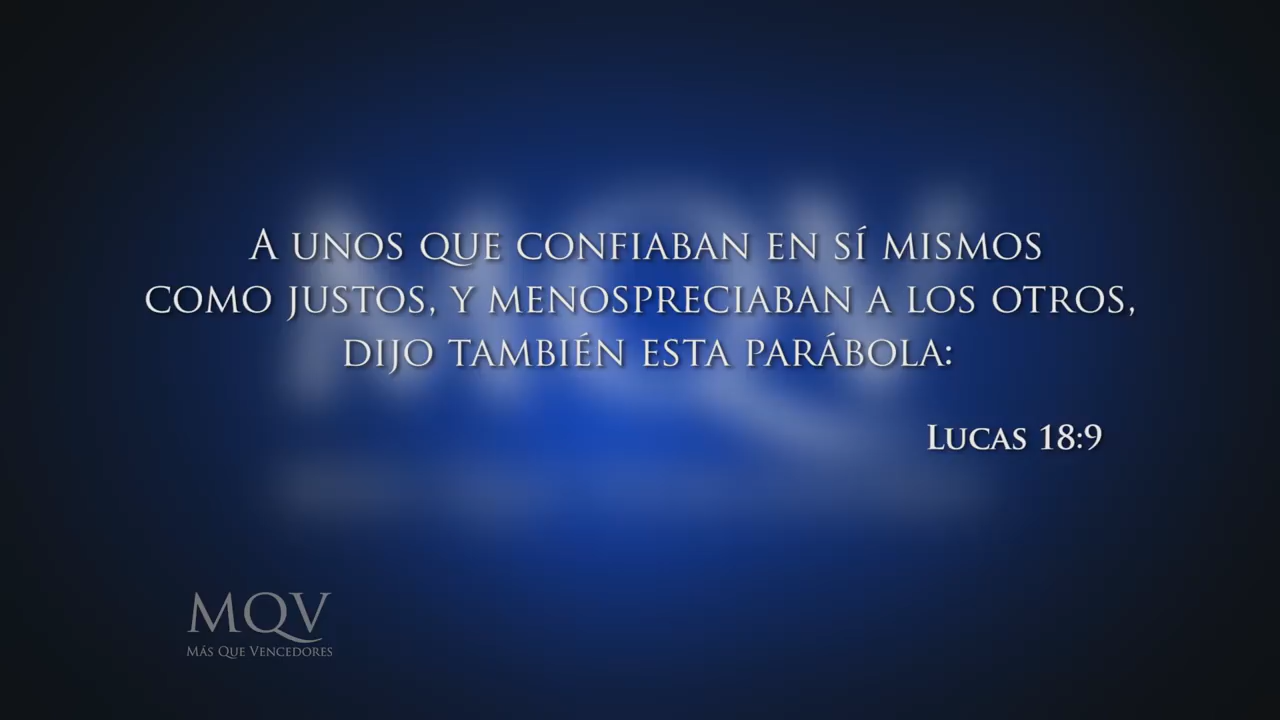 A UNOS QUE CONFIABAN EN SÍ MISMOS
COMO JUSTOS, Y MENOSPRECIABAN A LOS OTROS,
DIJO TAMBIÉN ESTA PARÁBOLA:
LUCAS 18:9
MQV
MÁS QUE VENCEDORES